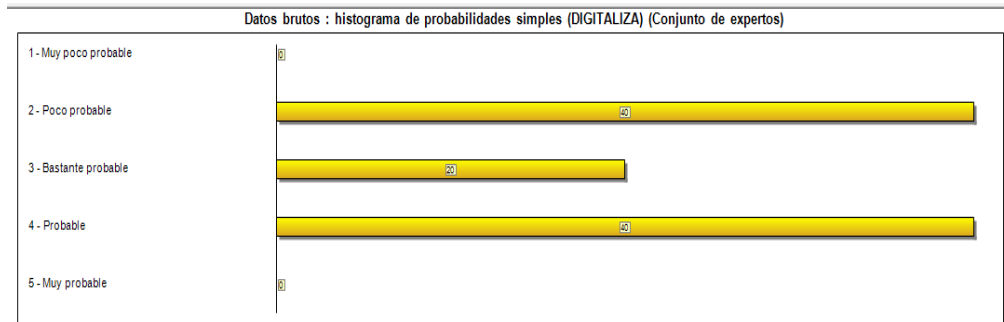 Datos brutos : histograma de probabilidades simples (DIGITALIZA) (Conjunto de expertos)
1 - Muy poco probable
0
2 - Poco probable
40
3 - Bastante probable
20
4 - Probable
40
5 - Muy probable
0